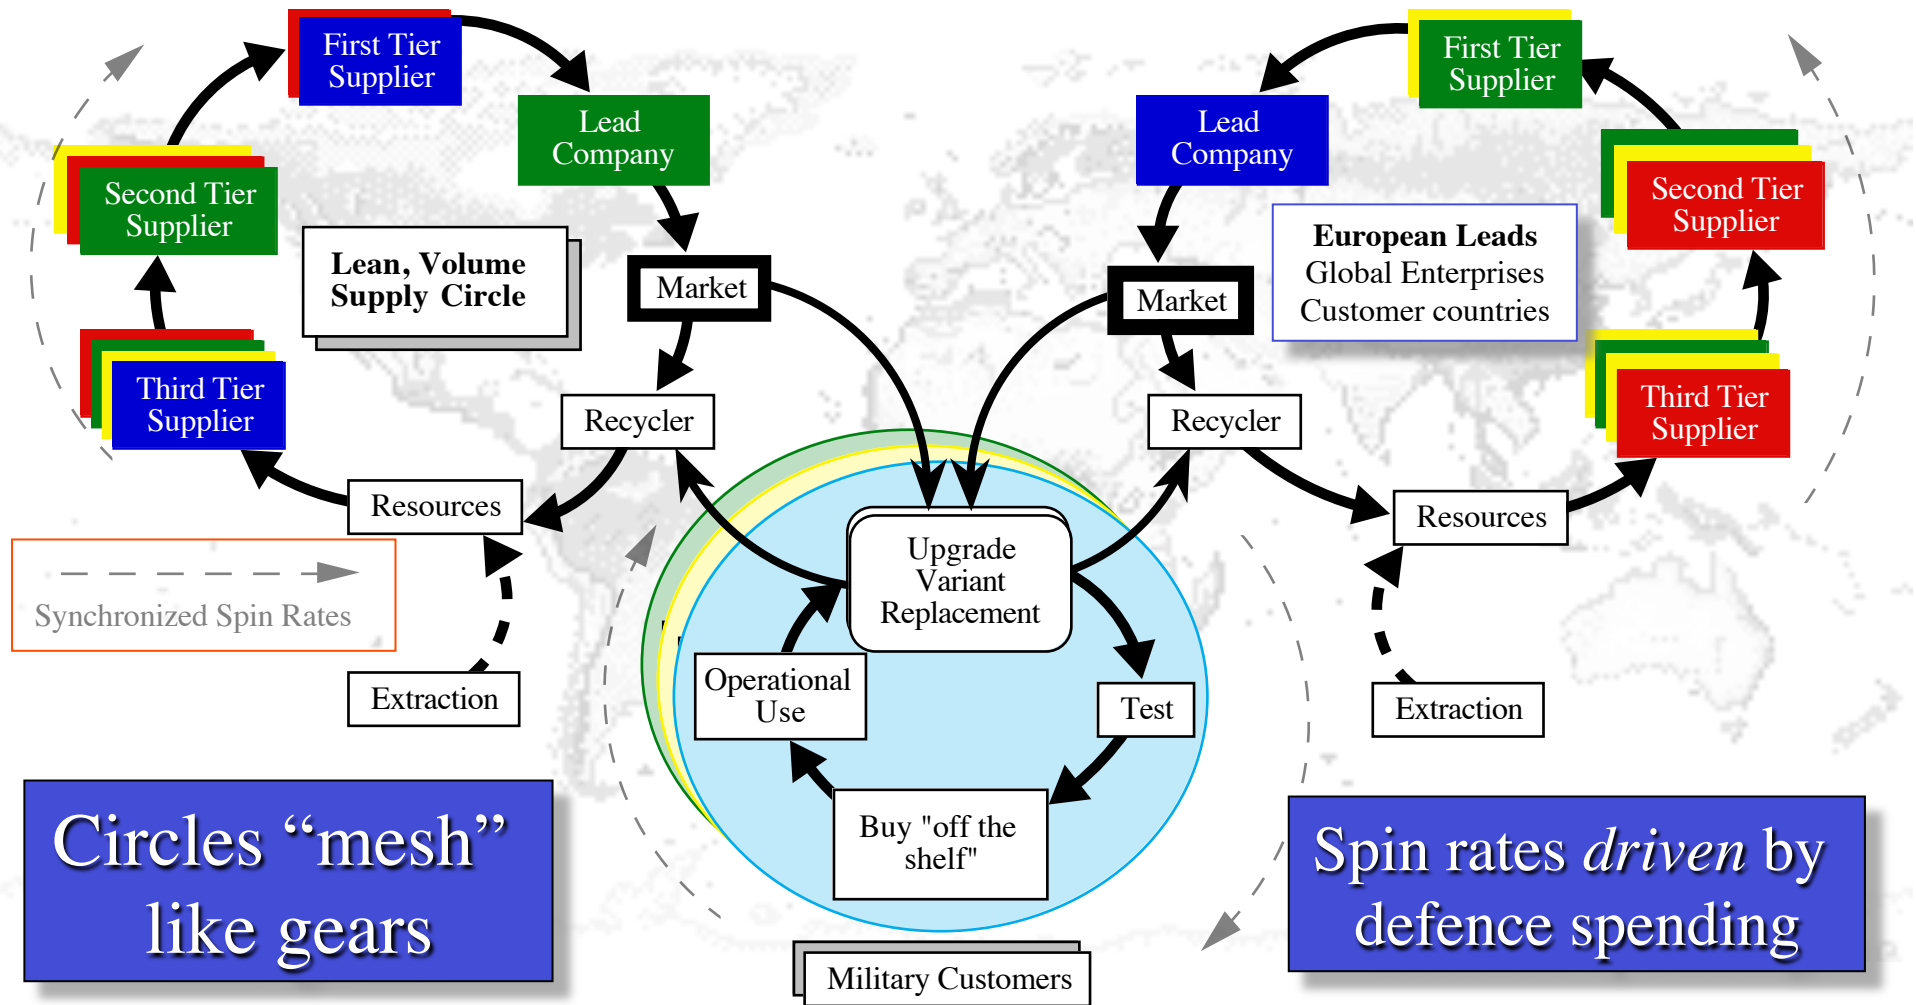 First Tier
Supplier
Lead
Company
Second Tier
Supplier
Lean, Volume
Supply Circle
Market
Third Tier
Supplier
Recycler
Resources
Synchronized Spin Rates
Extraction
First Tier
Supplier
Lead
Company
Second Tier
Supplier
European Leads
Global Enterprises
Customer countries
Market
Third Tier
Supplier
Recycler
Resources
Extraction
Upgrade
Variant
Replacement
Operational
Use
Test
Buy "off the
shelf"
Military Customers
Circles “mesh”
like gears
Spin rates driven by
defence spending